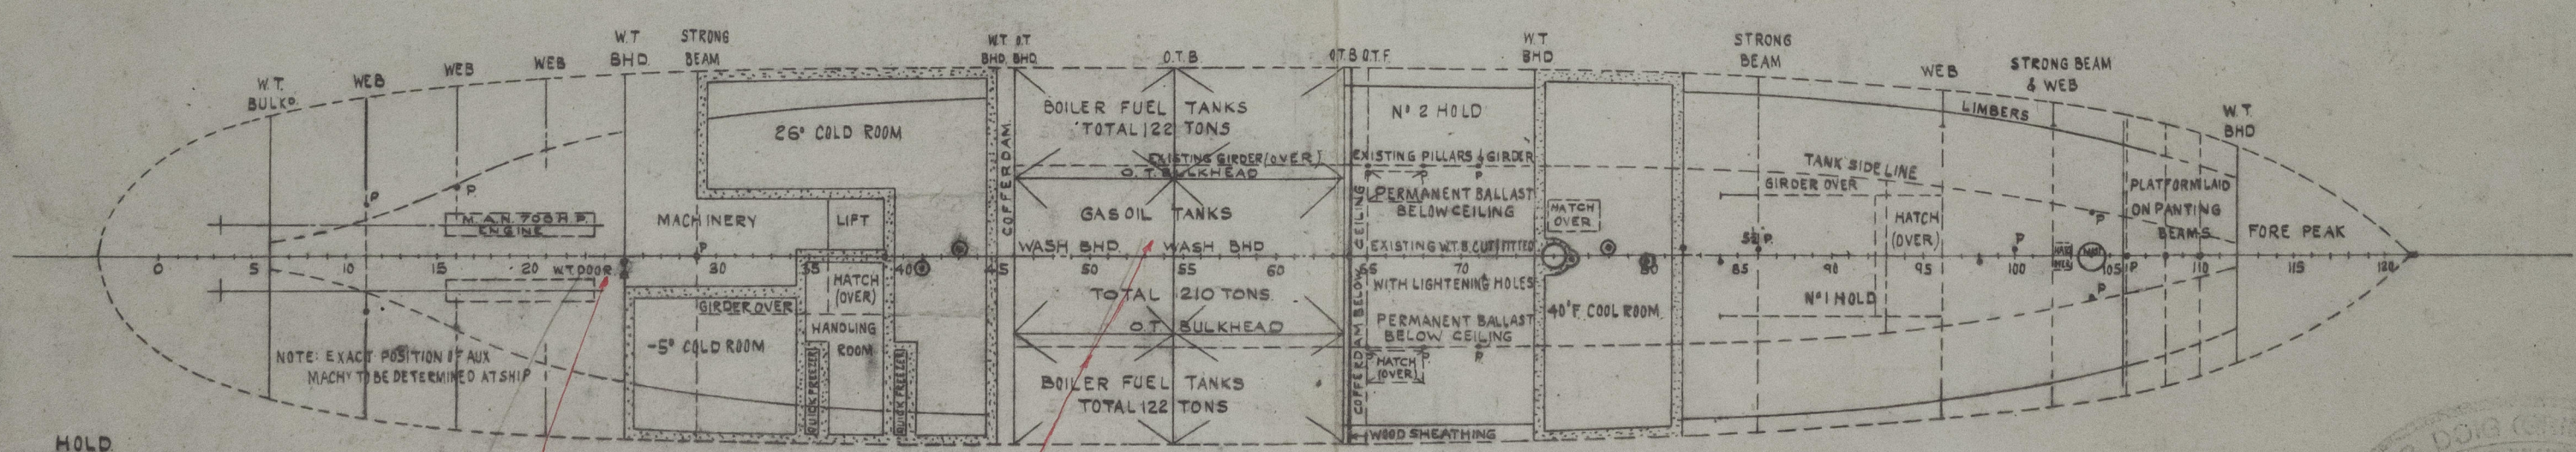 W.T.
BULKD.
WEB
WEB
WEB
W.T
BHD.
STRONG
BEAM
W.T. O.T
BHD. BHD.
O.T.B.
O.T.B. O.T.F.
W.T
BHD
STRONG
BEAM
WEB
STRONG BEAM
& WEB
W.T
BHD
26° COLD ROOM
COFFERDAM.
BOILER FUEL TANKS
TOTAL 122 TONS
EXISTING GIRDER (OVER)
O.T. BULKHEAD
GAS OIL TANKS
WASH BHD. WASH BHD
TOTAL 210 TONS.
O.T. BULKHEAD
BOILER FUEL TANKS
TOTAL 122 TONS
Nº 2 HOLD
EXISTING PILLARS & GIRDER
P
PERMANENT BALLAST
BELOW CEILING
EXISTING W.T.B. CUT/FITTED
WITH LIGHTENING HOLES
PERMANENT BALLAST
BELOW CEILING
P
HATCH
(OVER)
COFFERDAM BELOW CEILING
WOOD SHEATHING
HATCH
OVER
40°F COOL ROOM
LIMBERS
TANK SIDE LINE
GIRDER OVER
HATCH
(OVER)
Nº 1 HOLD
PLATFORM LAID
ON PANTING
BEAMS
FORE PEAK
P
P
P
P
P
MAST
M.A.N. 708 H.P.
ENGINE
P
P
MACHINERY
LIFT
P
W.T DOOR
HATCH
(OVER)
GIRDER OVER
HANDLING
ROOM
-5° COLD ROOM
QUICK FREEZER
QUICK FREEZER
0 5 10 15 20 30 35 40 45 50 55 60 65 70 80 85 90 95 100 105 110 115 120
NOTE: EXACT POSITION OF AUX
MACHY TO BE DETERMINED AT SHIP
HOLD
DOIG